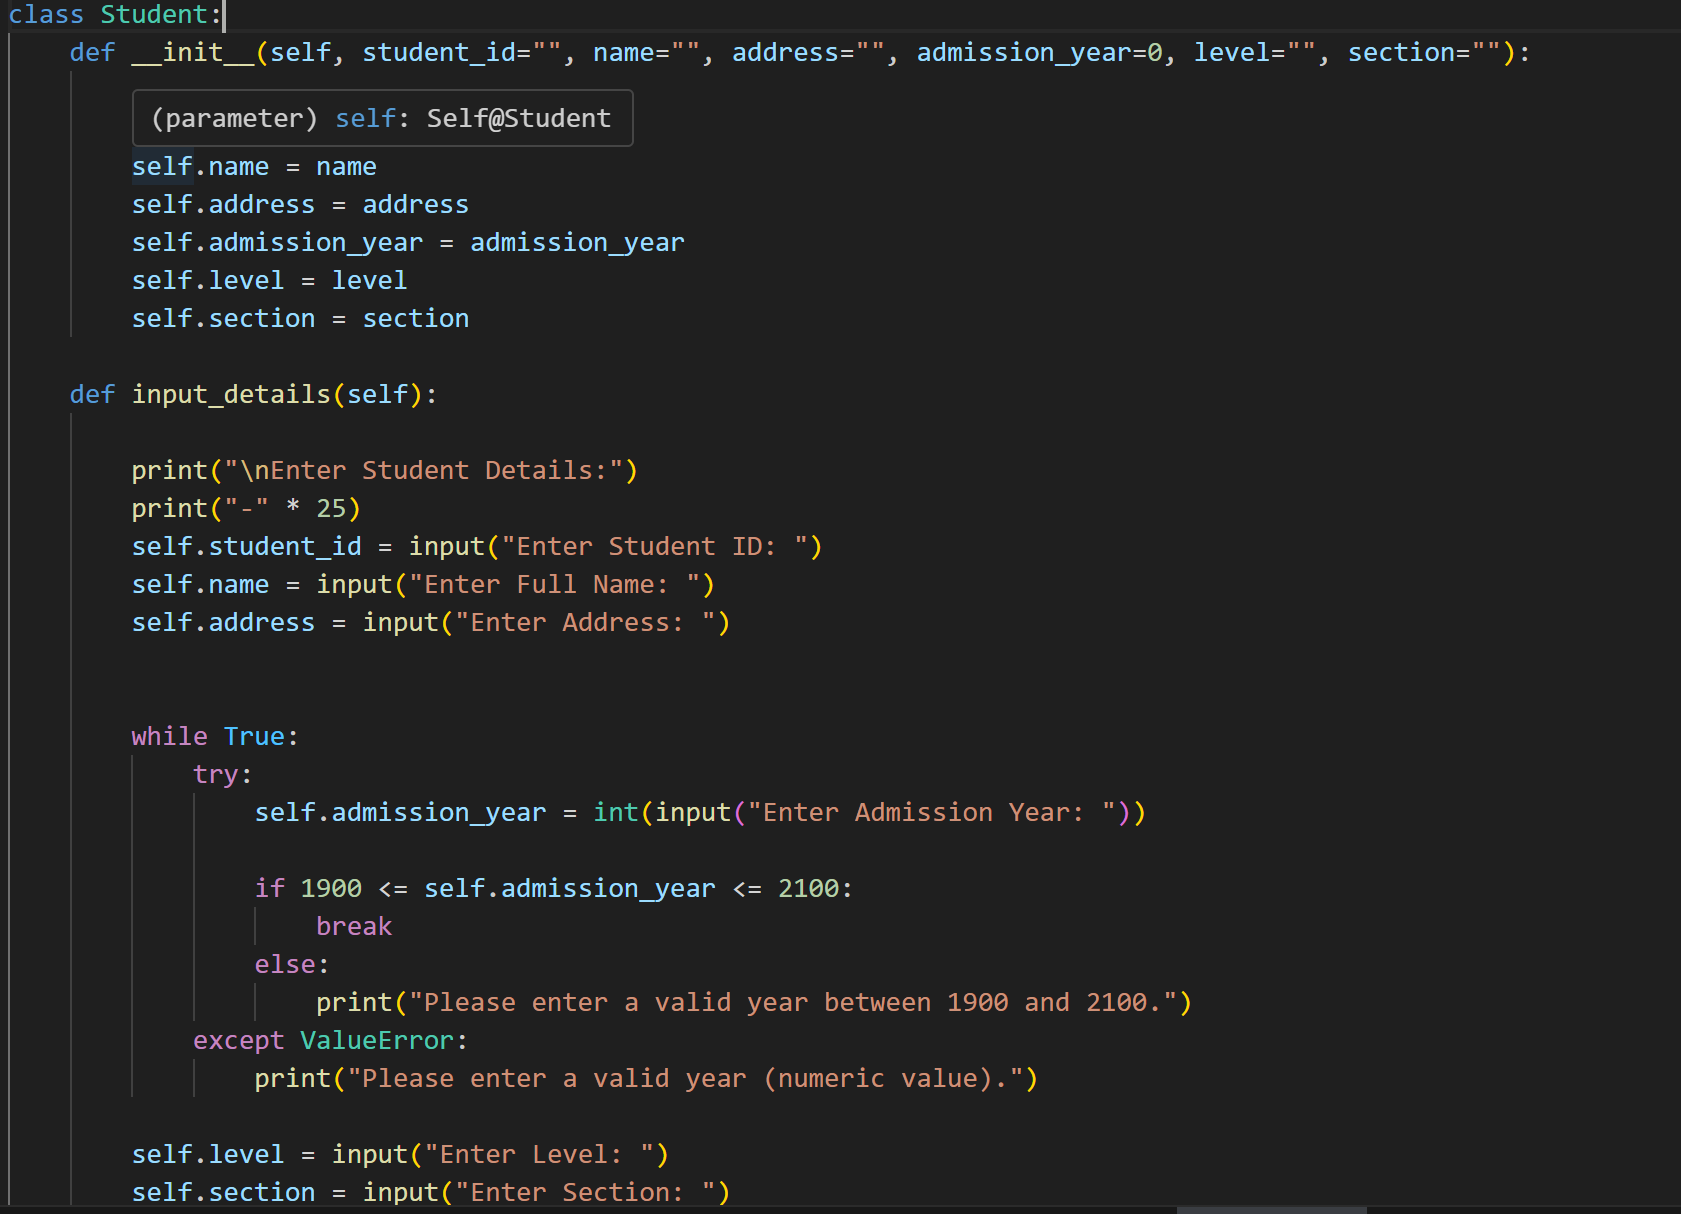 class Student:
    def __init__(self, student_id="", name="", address="", admission_year=0, level="", section=""):
        (parameter) self: Self@Student
        self.name = name
        self.address = address
        self.admission_year = admission_year
        self.level = level
        self.section = section
    def input_details(self):
        print("\nEnter Student Details:")
        print("-" * 25)
        self.student_id = input("Enter Student ID: ")
        self.name = input("Enter Full Name: ")
        self.address = input("Enter Address: ")
        while True:
            try:
                self.admission_year = int(input("Enter Admission Year: "))
                if 1900 <= self.admission_year <= 2100:
                    break
                else:
                    print("Please enter a valid year between 1900 and 2100.")
            except ValueError:
                print("Please enter a valid year (numeric value).")
        self.level = input("Enter Level: ")
        self.section = input("Enter Section: ")